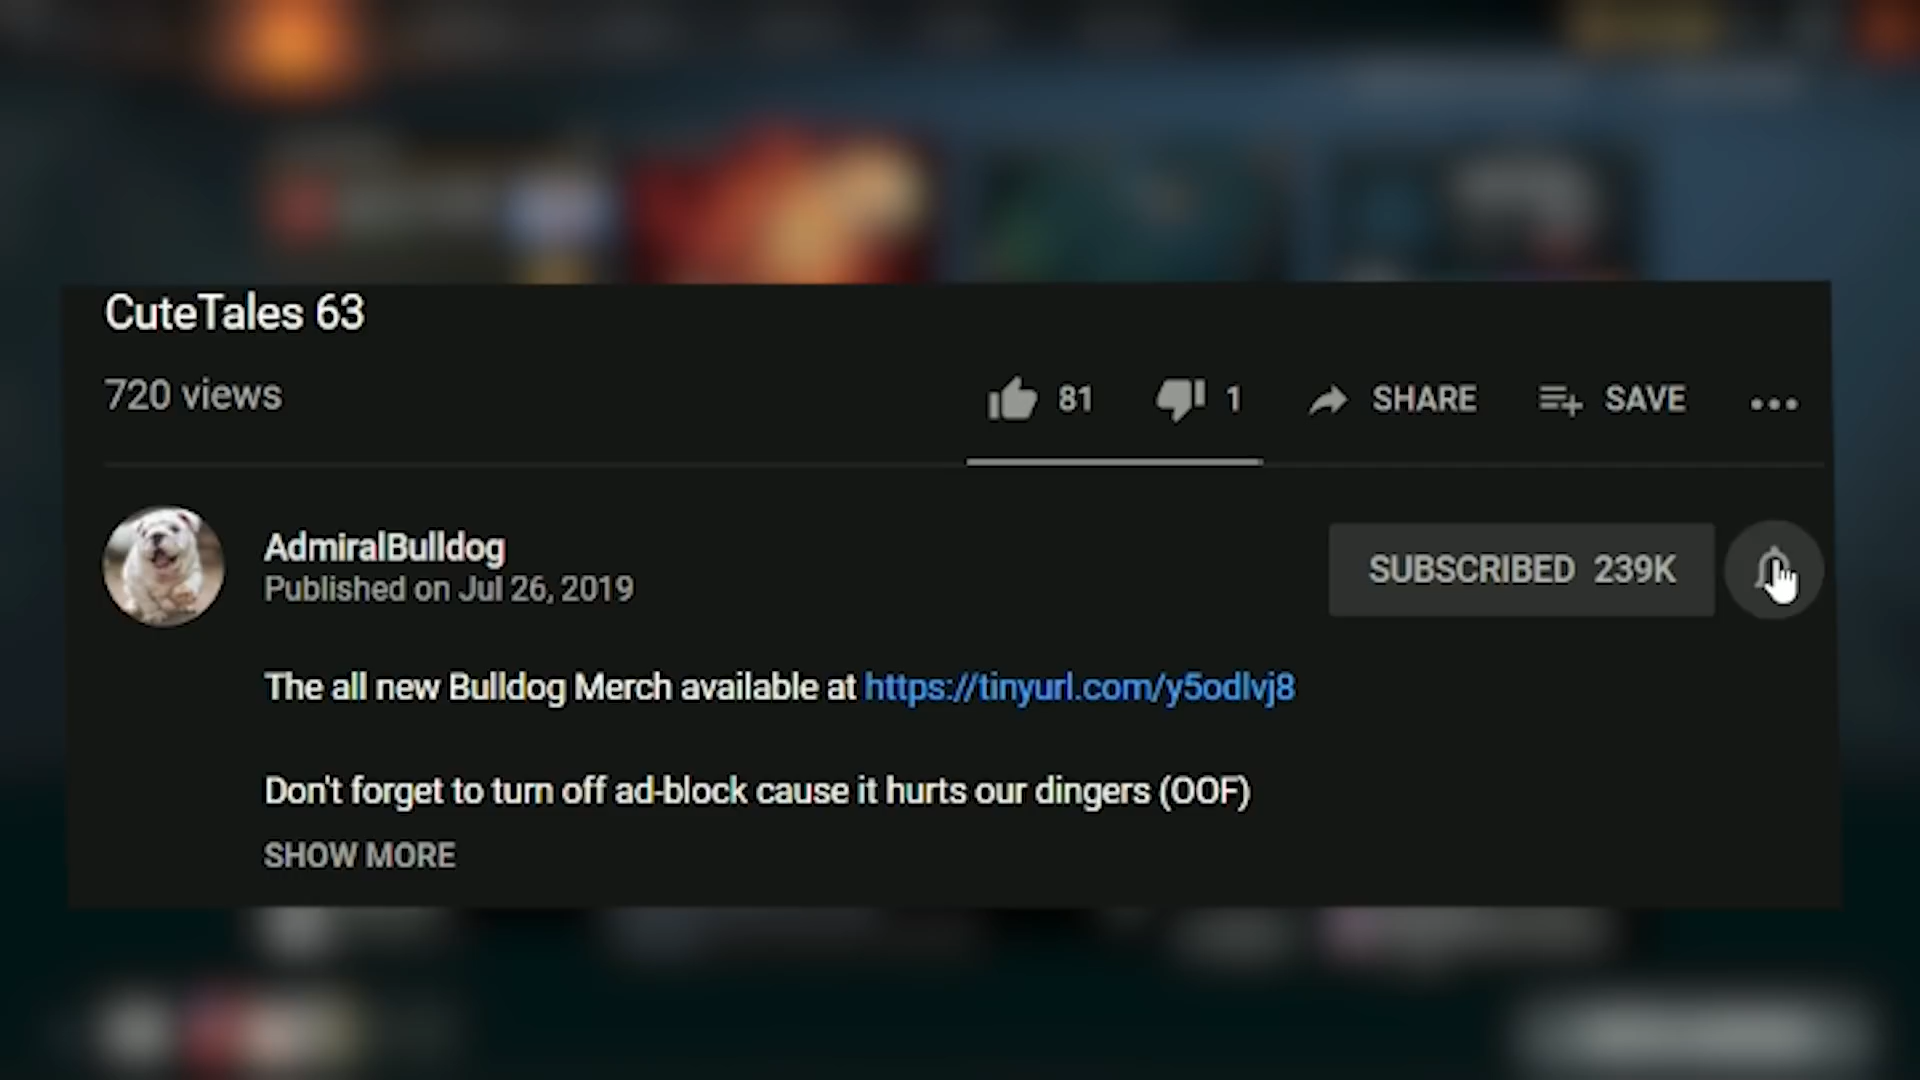 CuteTales 63
720 views
81 1 SHARE SAVE
AdmiralBulldog
Published on Jul 26, 2019
SUBSCRIBED 239K
The all new Bulldog Merch available at https://tinyurl.com/y5odlvj8
Don't forget to turn off ad-block cause it hurts our dingers (OOF)
SHOW MORE